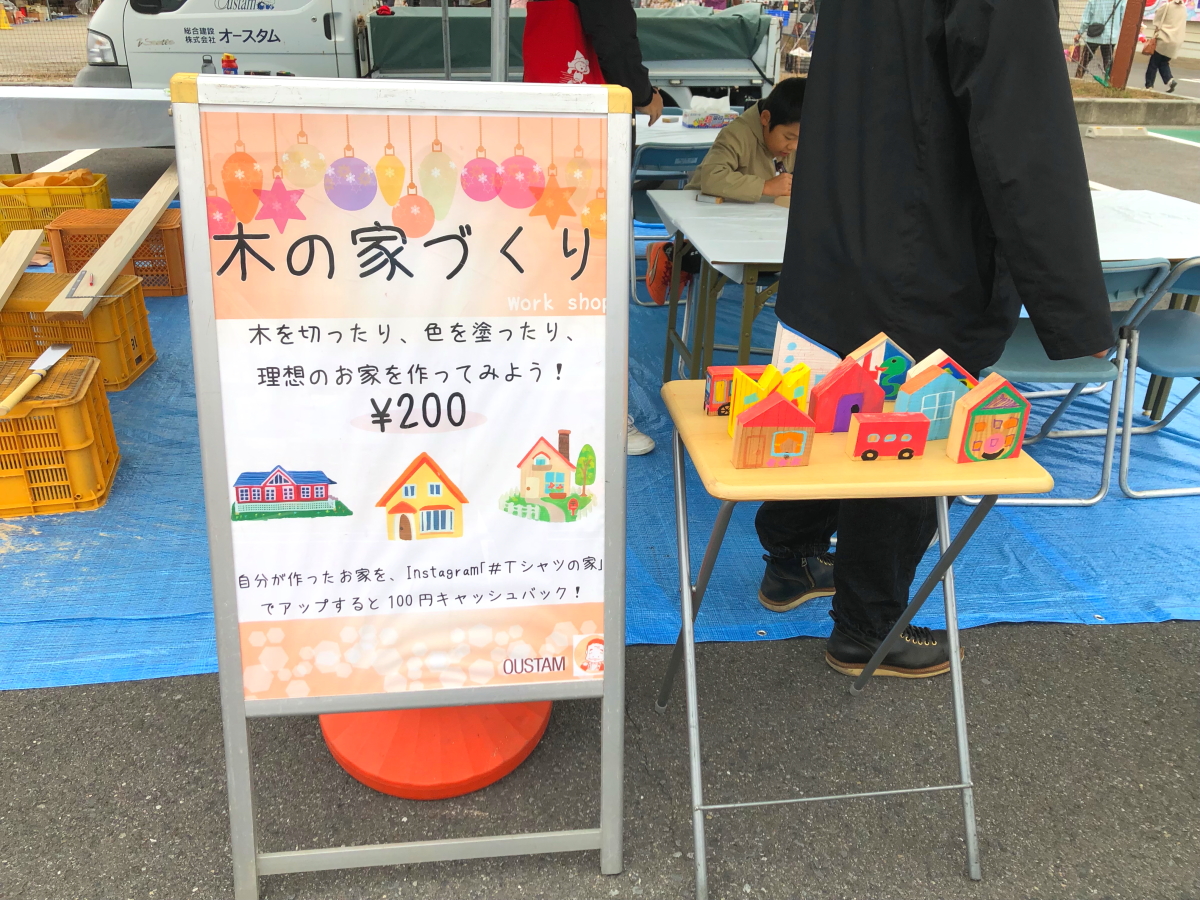 Oustam
総合建設
株式会社 オースタム
木の家づくり
work shop
木を切ったり、色を塗ったり、
理想のお家を作ってみよう！
¥200
自分が作ったお家を、Instagram「#Tシャツの家」
でアップすると100円キャッシュバック！
OUSTAM